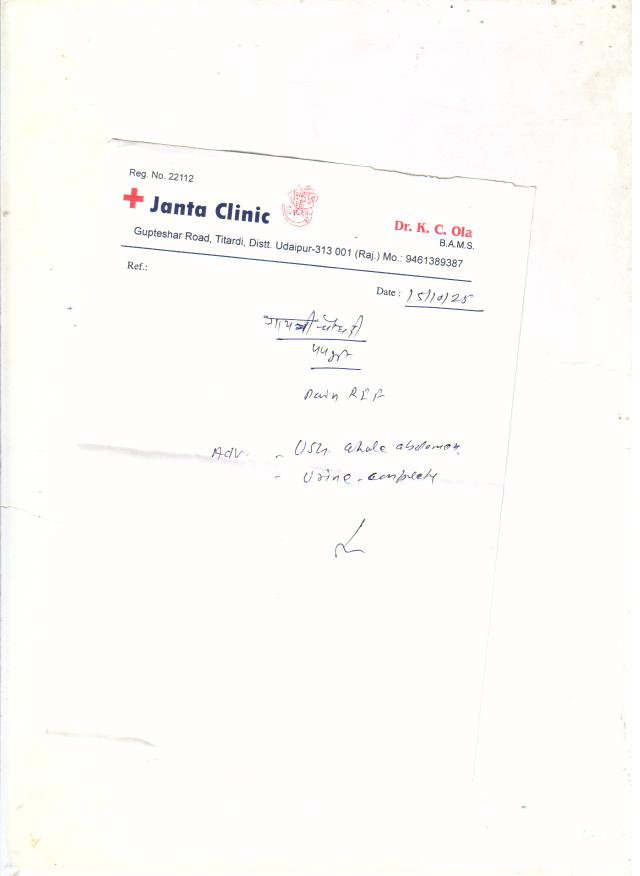 Reg. No. 22112
Janta Clinic
Dr. K. C. Ola
B.A.M.S.
Gupteshar Road, Titardi, Distt. Udaipur-313 001 (Raj.) Mo.: 9461389387
Ref.:
Date : 15/10/25
Pain RIF
Adv. - USG. Whole abdomen.
- Urine - complete